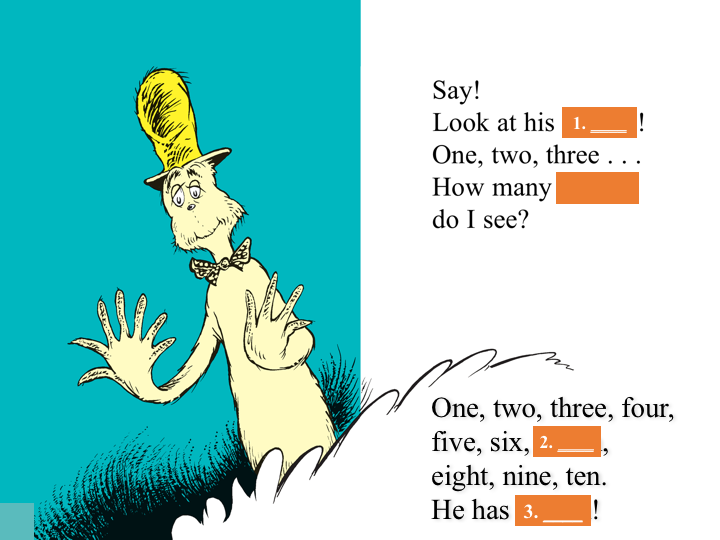 Say!
Look at his 1. ___ !
One, two, three . . .
How many
do I see?
One, two, three, four,
five, six, 2. ___ ,
eight, nine, ten.
He has 3. ___ !